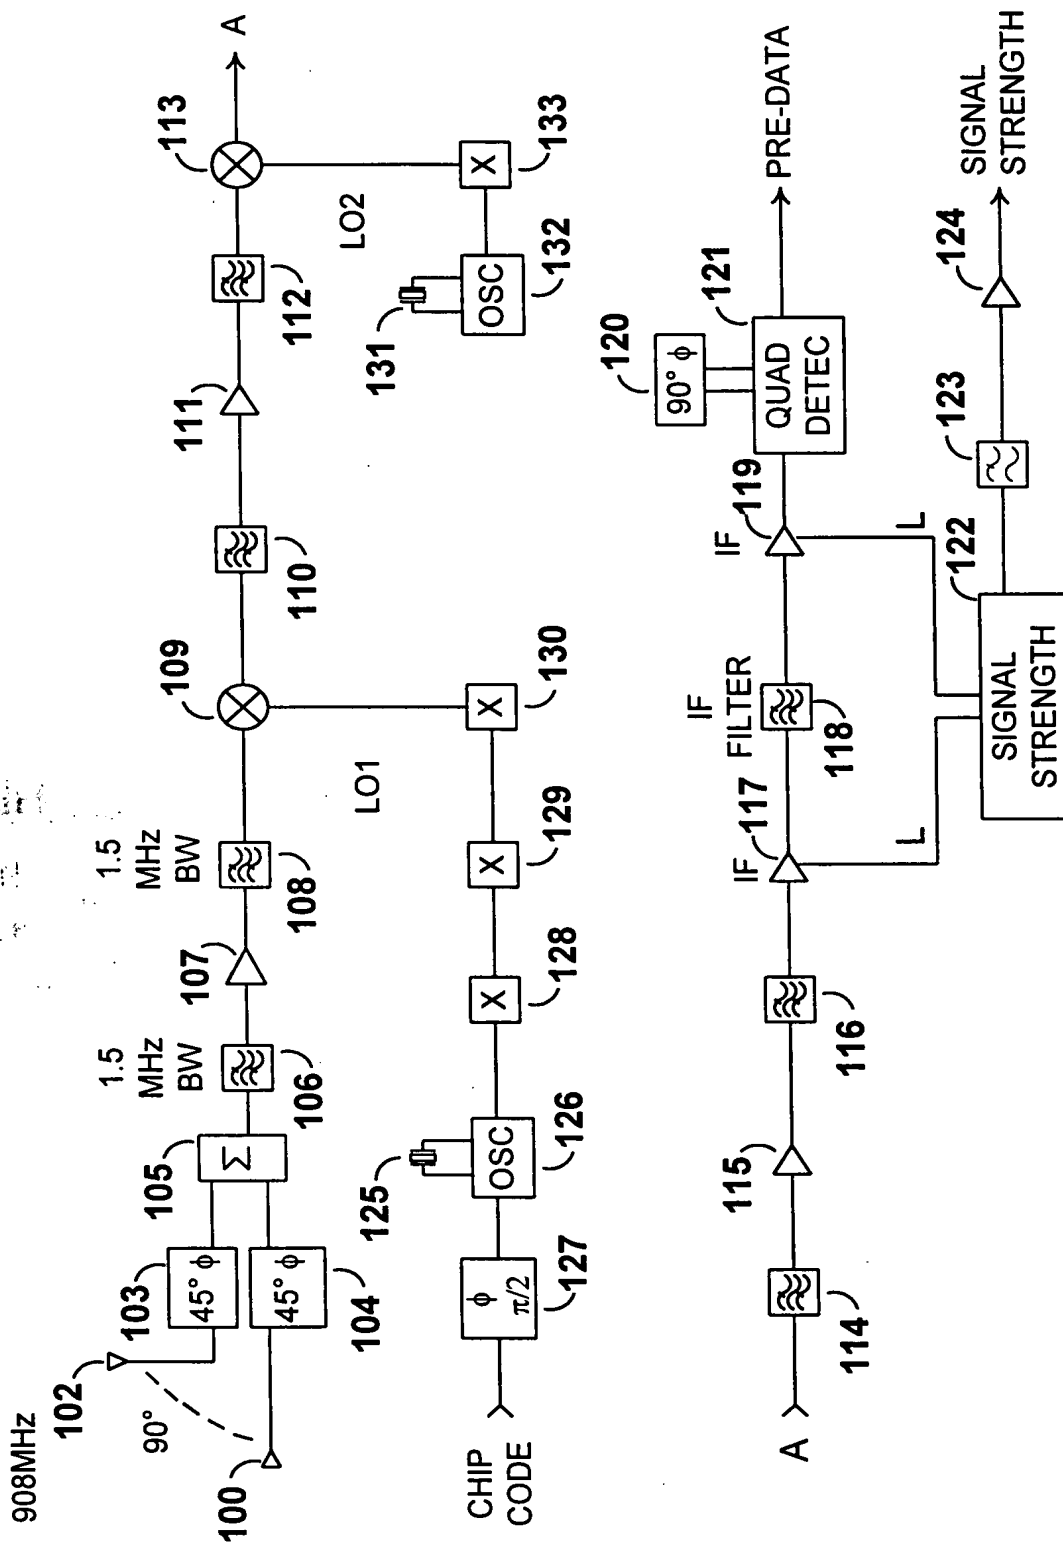 908MHz
102
90°
100
103
45° ϕ
45° ϕ
104
105
Σ
1.5
MHz
BW
106
107
1.5
MHz
BW
108
109
110
111
112
113
A
CHIP
CODE
ϕ
π/2
127
125
OSC
126
X
128
X
129
X
130
LO1
131
OSC
132
X
133
LO2
A
114
115
116
IF
117
IF
FILTER
118
IF
119
120
90° ϕ
QUAD
DETEC
121
PRE-DATA
L
L
122
SIGNAL
STRENGTH
123
124
SIGNAL
STRENGTH